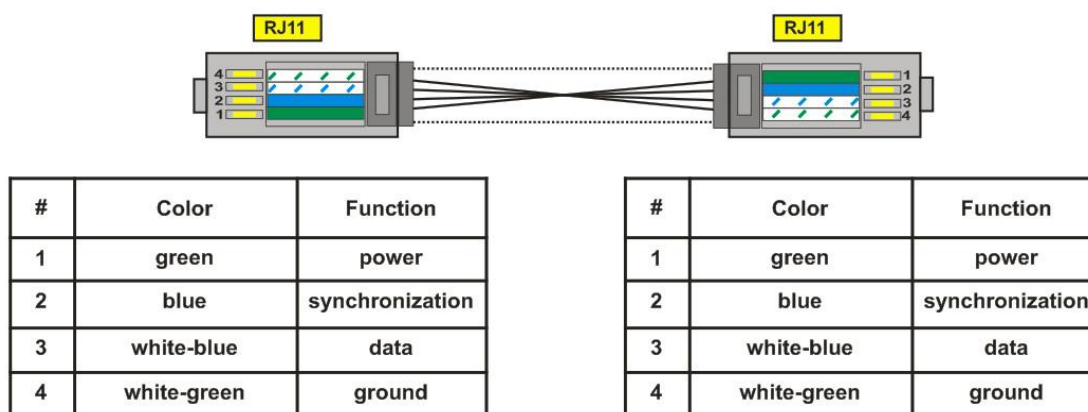 RJ11 RJ11
4 1
3 2
2 3
1 4
# Color Function # Color Function
1 green power 1 green power
2 blue synchronization 2 blue synchronization
3 white-blue data 3 white-blue data
4 white-green ground 4 white-green ground